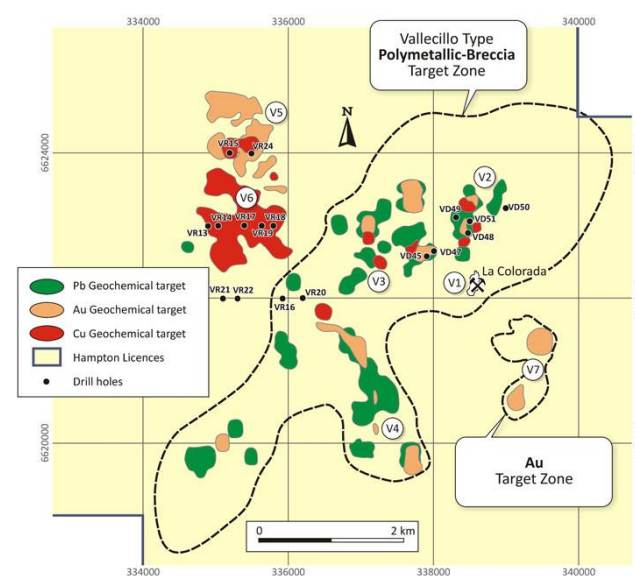 334000
336000
338000
340000
Vallecillo Type
Polymetallic-Breccia
Target Zone
V5
N
6624000
6624000
VR15
VR24
V2
V6
VD49
VD50
VD51
VR14
VR17
VR18
VR13
VR19
VD48
VD47
VD45
La Colorada
V3
V1
Pb Geochemical target
Au Geochemical target
Cu Geochemical target
Hampton Licences
Drill holes
VR21
VR22
VR16
VR20
V7
V4
6620000
6620000
Au
Target Zone
0
2 km
334000
336000
338000
340000